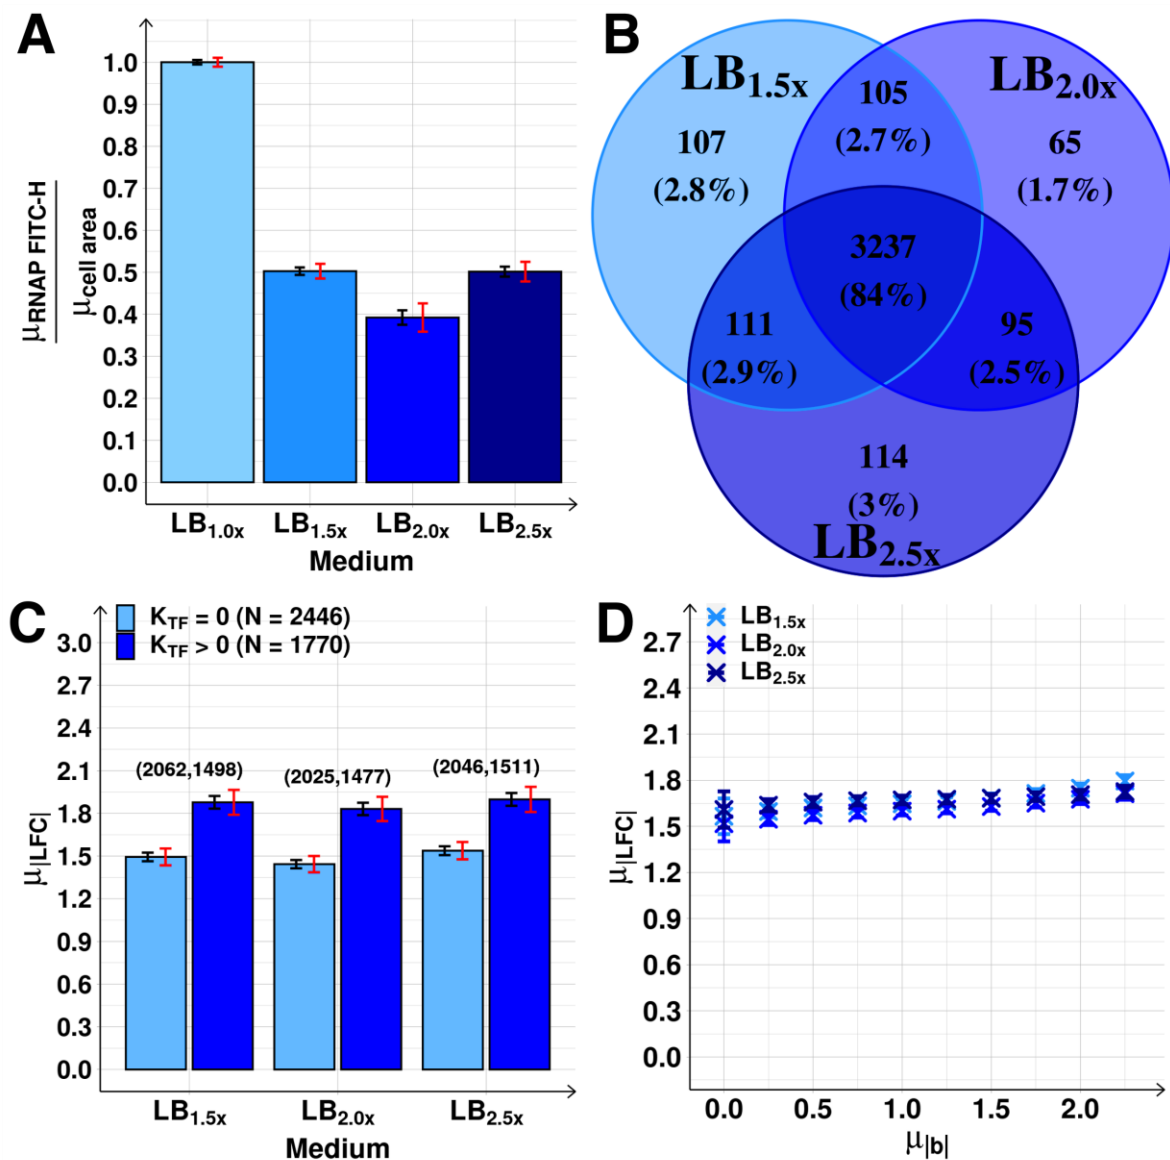 A
μRNAP FITC-H
μcell area
1.0
0.9
0.8
0.7
0.6
0.5
0.4
0.3
0.2
0.1
0.0
LB1.0x LB1.5x LB2.0x LB2.5x
Medium
B
LB1.5x
LB2.0x
105
(2.7%)
107
(2.8%)
65
(1.7%)
3237
(84%)
111
(2.9%)
95
(2.5%)
114
(3%)
LB2.5x
C
KTF = 0 (N = 2446)
KTF > 0 (N = 1770)
μ|LFC|
3.0
2.7
2.4
2.1
1.8
1.5
1.2
0.9
0.6
0.3
0.0
(2062,1498) (2025,1477) (2046,1511)
LB1.5x LB2.0x LB2.5x
Medium
D
LB1.5x
LB2.0x
LB2.5x
μ|LFC|
2.7
2.4
2.1
1.8
1.5
1.2
0.9
0.6
0.3
0.0
0.0 0.5 1.0 1.5 2.0
μ|b|